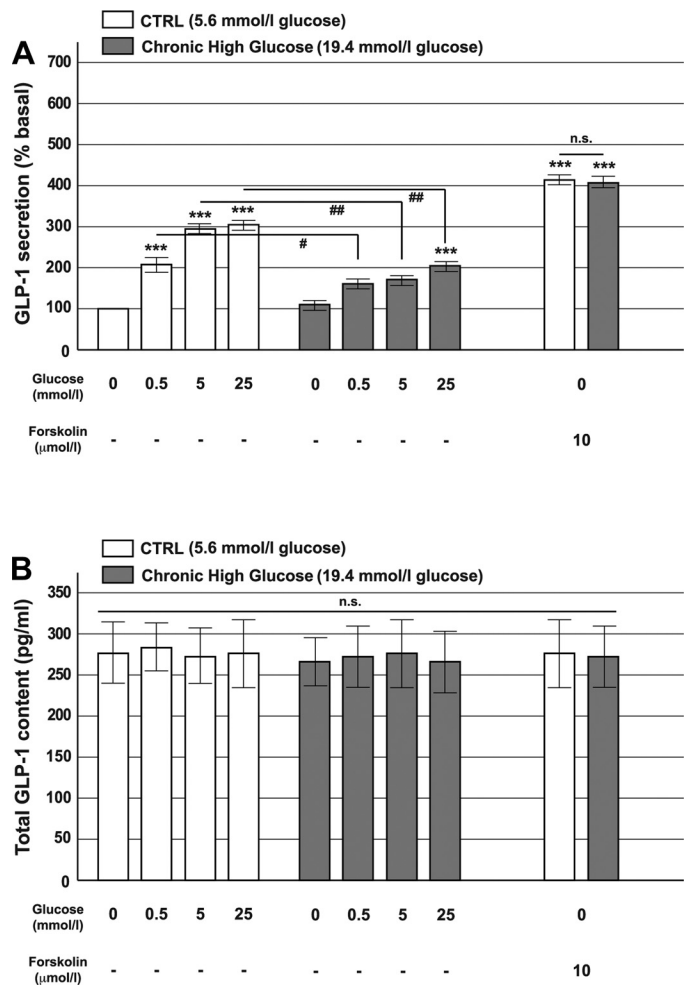 CTRL (5.6 mmol/l glucose)
Chronic High Glucose (19.4 mmol/l glucose)
A
GLP-1 secretion (% basal)
700
600
500
400
300
200
100
0
n.s.
*** ***
## 
*** *** ##
*** # ***
Glucose (mmol/l)
0 0.5 5 25 0 0.5 5 25 0
Forskolin (µmol/l)
- - - - - - - - 10
CTRL (5.6 mmol/l glucose)
Chronic High Glucose (19.4 mmol/l glucose)
B
Total GLP-1 content (pg/ml)
350
300
250
200
150
100
50
0
n.s.
Glucose (mmol/l)
0 0.5 5 25 0 0.5 5 25 0
Forskolin (µmol/l)
- - - - - - - - 10